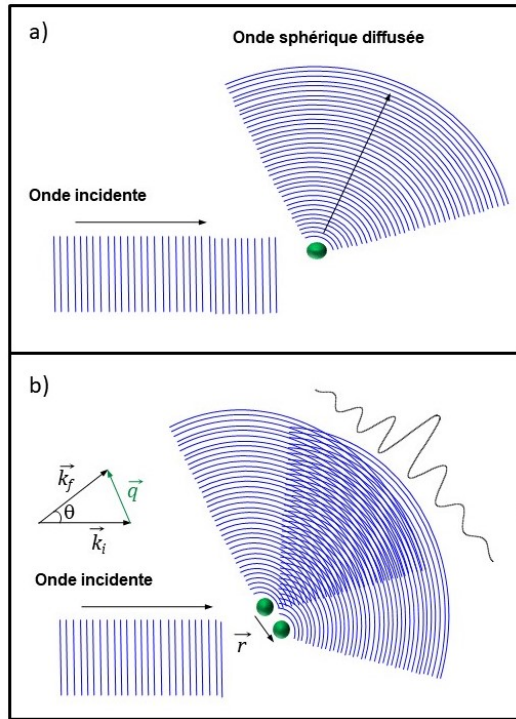 a)
Onde sphérique diffusée
Onde incidente
b)
k_f
q
θ
k_i
Onde incidente
r